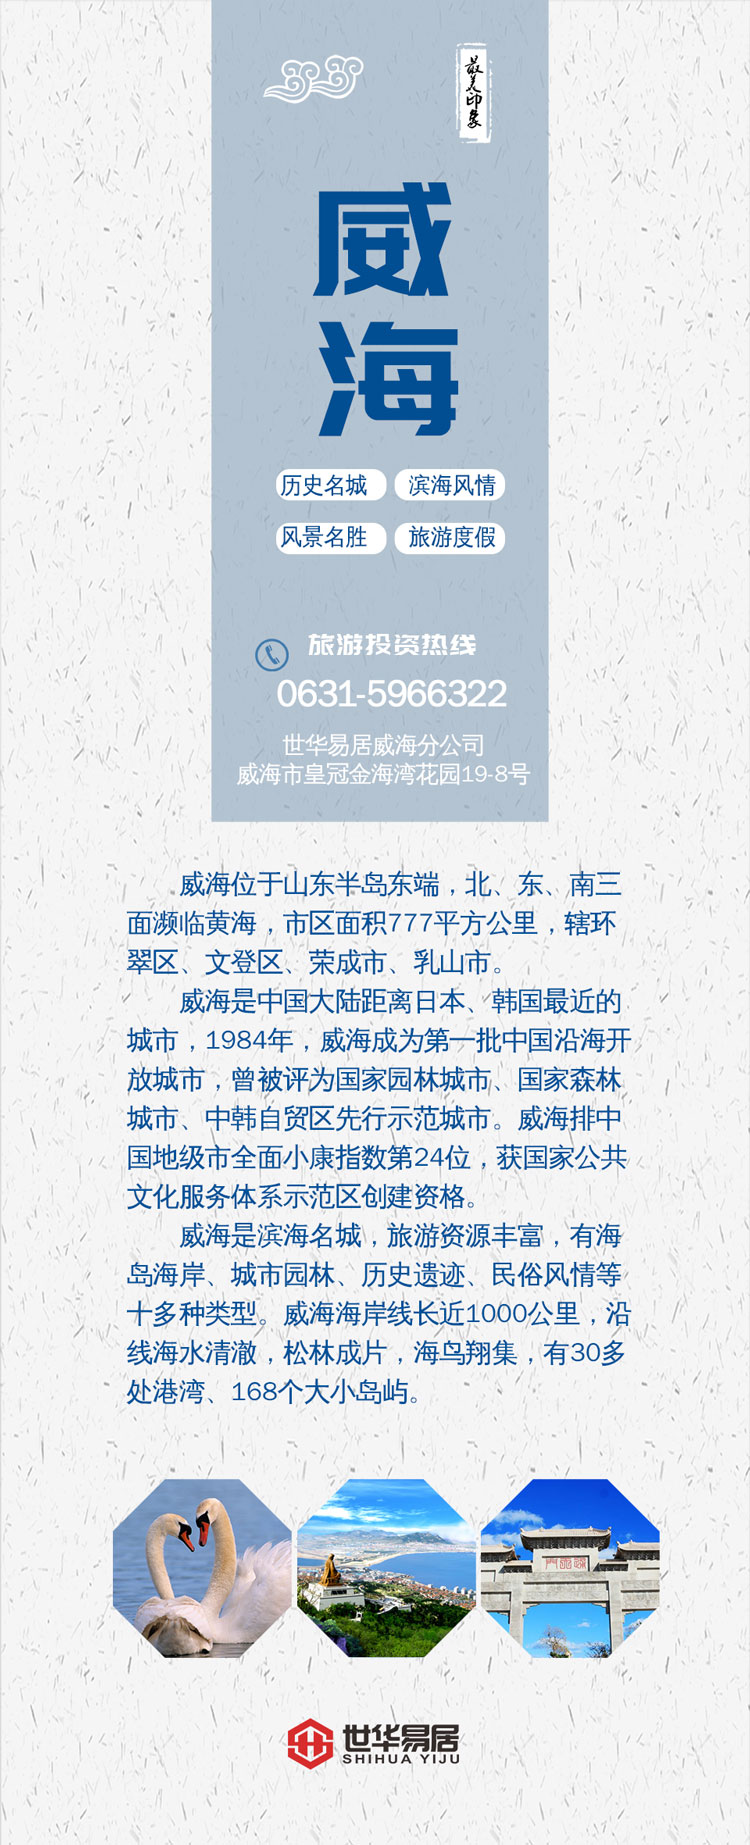 最美印象
威
海
历史名城 滨海风情
风景名胜 旅游度假
旅游投资热线
0631-5966322
世华易居威海分公司
威海市皇冠金海湾花园19-8号
威海位于山东半岛东端，北、东、南三
面濒临黄海，市区面积777平方公里，辖环
翠区、文登区、荣成市、乳山市。
威海是中国大陆距离日本、韩国最近的
城市，1984年，威海成为第一批中国沿海开
放城市，曾被评为国家园林城市、国家森林
城市、中韩自贸区先行示范城市。威海排中
国地级市全面小康指数第24位，获国家公共
文化服务体系示范区创建资格。
威海是滨海名城，旅游资源丰富，有海
岛海岸、城市园林、历史遗迹、民俗风情等
十多种类型。威海海岸线长近1000公里，沿
线海水清澈，松林成片，海鸟翔集，有30多
处港湾、168个大小岛屿。
世华易居
SHIHUA YIJU